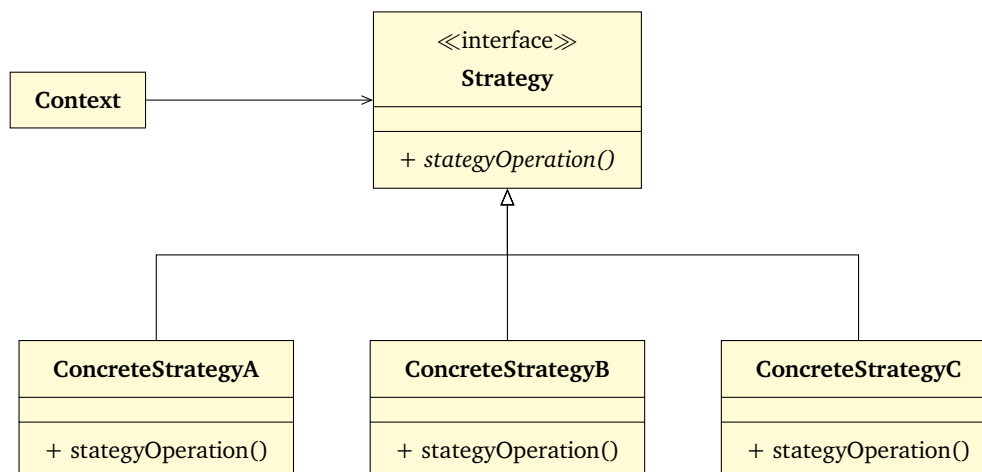 ≪interface≫
Strategy
Context
+ stategyOperation()
ConcreteStrategyA
ConcreteStrategyB
ConcreteStrategyC
+ stategyOperation()
+ stategyOperation()
+ stategyOperation()